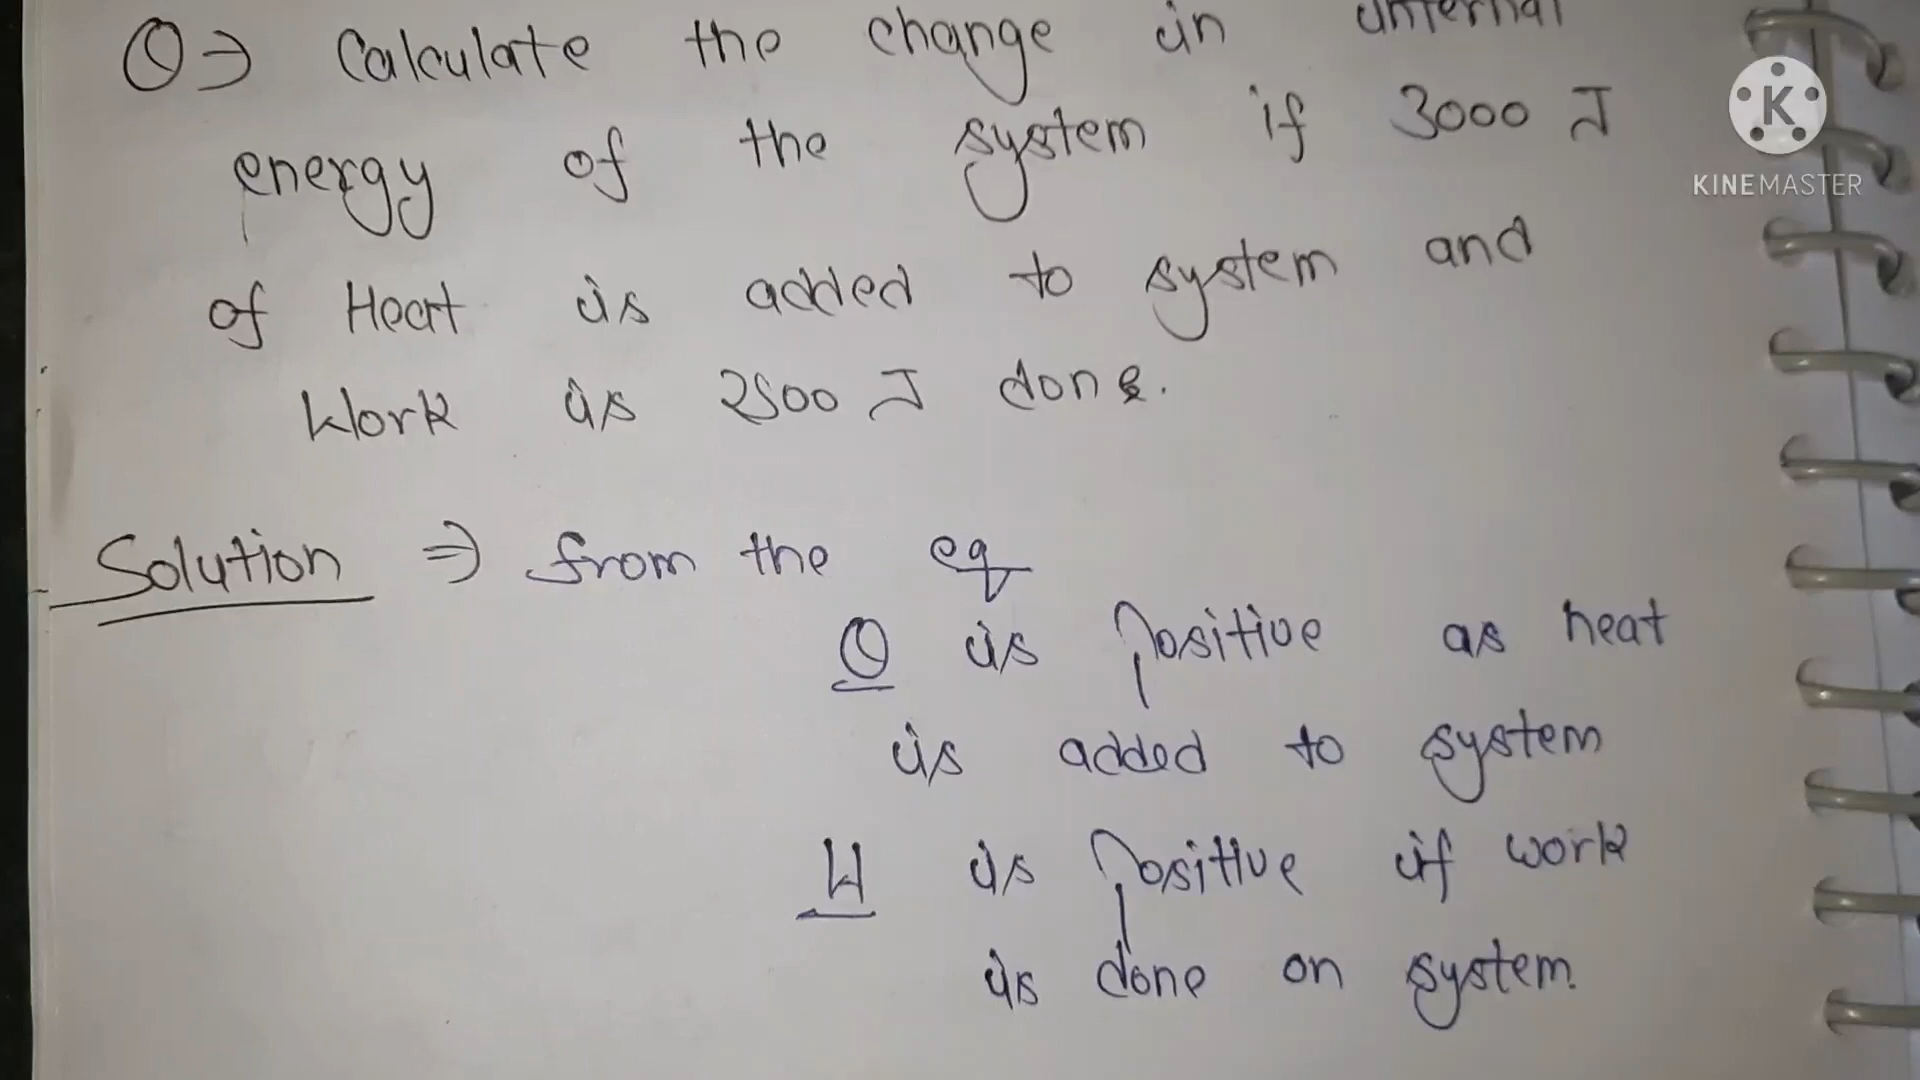 Q⇒ Calculate the change in internal
energy of the system if 3000 J
of Heat is added to system and
Work is 2500 J done.
Solution ⇒ from the eq
Q is Positive as heat
is added to system
W is Positive if work
is done on system.
K
KINEMASTER